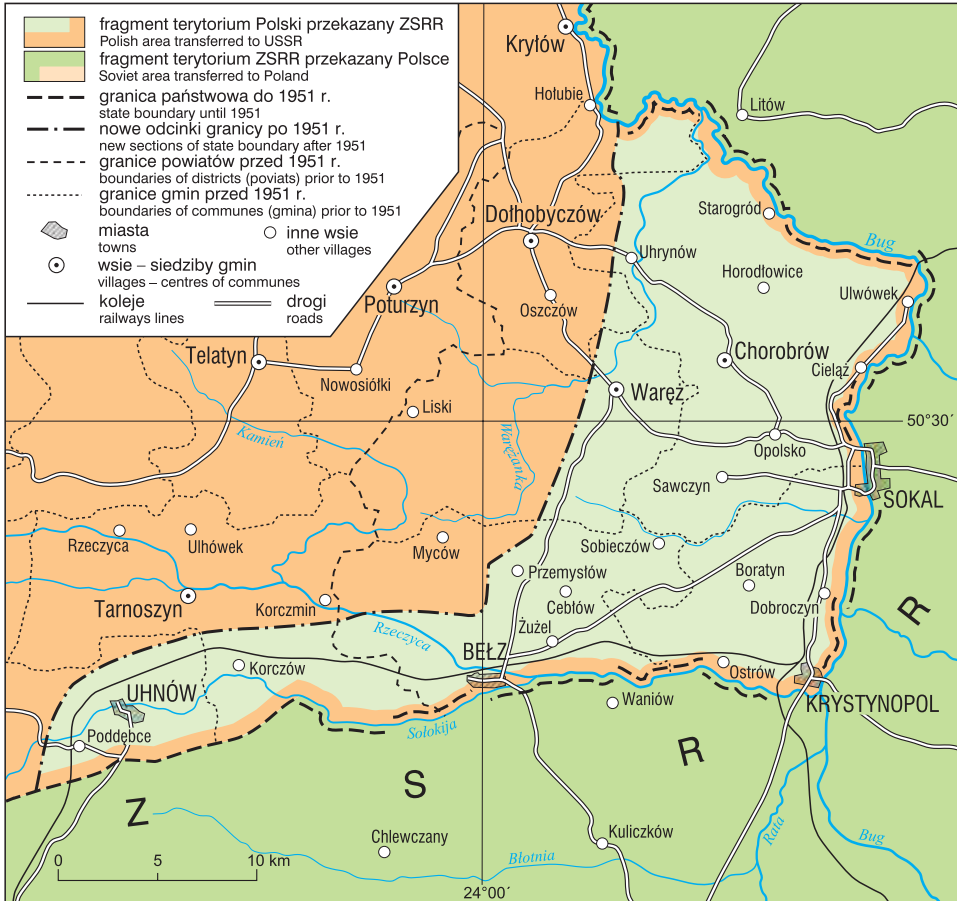 fragment terytorium Polski przekazany ZSRR
Polish area transferred to USSR
fragment terytorium ZSRR przekazany Polsce
Soviet area transferred to Poland
granica państwowa do 1951 r.
state boundary until 1951
nowe odcinki granicy po 1951 r.
new sections of state boundary after 1951
granice powiatów przed 1951 r.
boundaries of districts (poviats) prior to 1951
granice gmin przed 1951 r.
boundaries of communes (gmina) prior to 1951
miasta
towns
inne wsie
other villages
wsie – siedziby gmin
villages – centres of communes
koleje
railways lines
drogi
roads
Kryłów
Hołubie
Litów
Starogród
Dołhobyczów
Bug
Uhrynów
Horodłowice
Ulwówek
Poturzyn
Oszczów
Telatyn
Chorobrów
Cieląż
Nowosiółki
Waręż
Liski
50°30´
Kamień
Warężanka
Opolsko
Sawczyn
SOKAL
Rzeczyca
Ulhówek
Myców
Sobieczów
Przemysłów
Boratyn
Cebłów
Tarnoszyn
Korczmin
Dobroczyn
R
Rzeczyca
Żużel
BEŁZ
Korczów
Ostrów
UHNÓW
Waniów
KRYSTYNOPOL
Sołokija
Poddębce
R
S
Z
Chlewczany
Kuliczków
Rata
Bug
Błotnia
0 5 10 km
24°00´